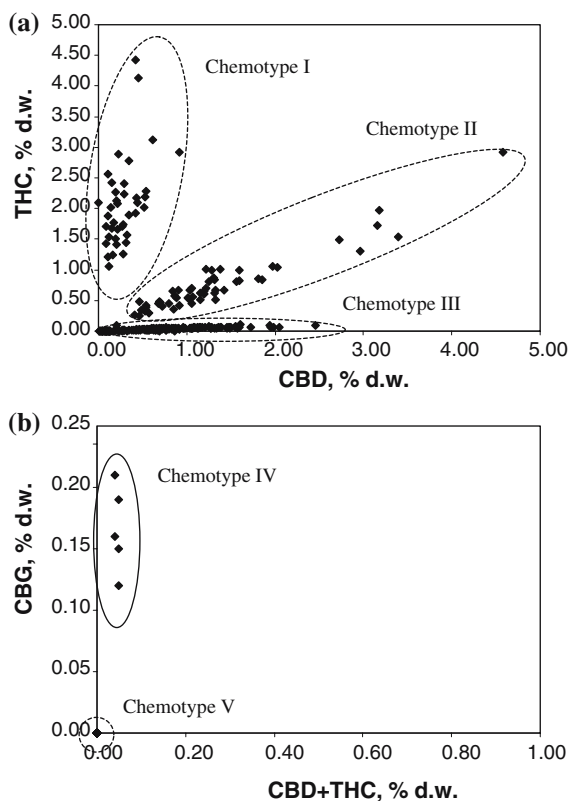 (a)
THC, % d.w.
5.00
4.50
4.00
3.50
3.00
2.50
2.00
1.50
1.00
0.50
0.00
Chemotype I
Chemotype II
Chemotype III
0.00 1.00 2.00 3.00 4.00 5.00
CBD, % d.w.
(b)
CBG, % d.w.
0.25
0.20
0.15
0.10
0.05
0.00
Chemotype IV
Chemotype V
0.00 0.20 0.40 0.60 0.80 1.00
CBD+THC, % d.w.